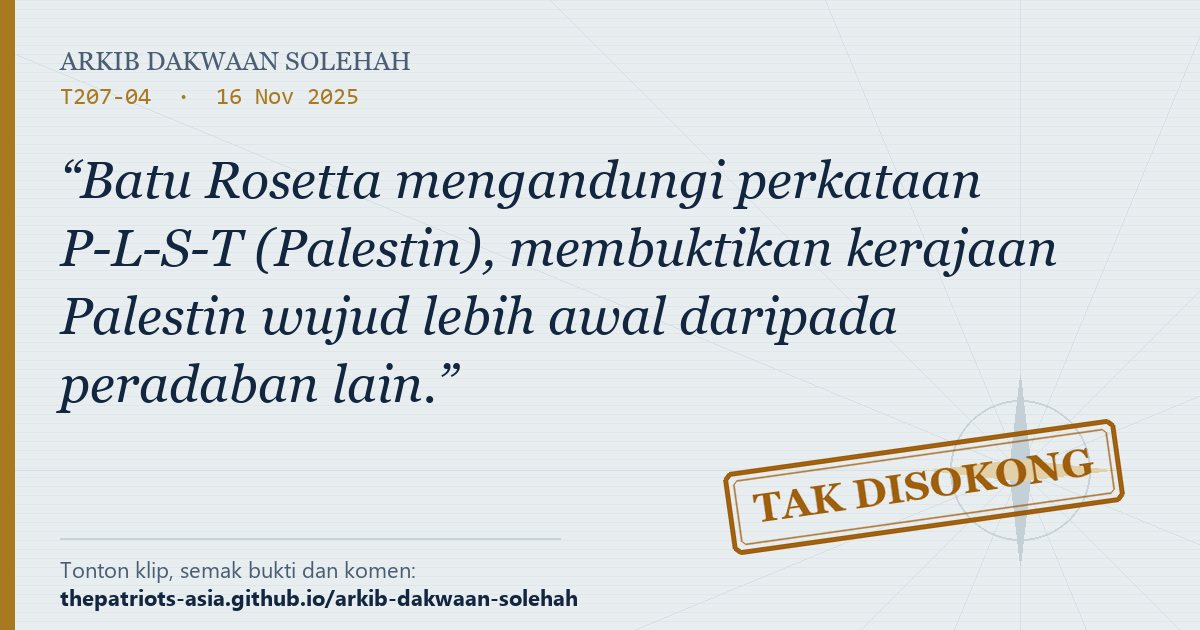 ARKIB DAKWAAN SOLEHAH
T207-04 · 16 Nov 2025
“Batu Rosetta mengandungi perkataan
P-L-S-T (Palestin), membuktikan kerajaan
Palestin wujud lebih awal daripada
peradaban lain.”
TAK DISOKONG
Tonton klip, semak bukti dan komen:
thepatriots-asia.github.io/arkib-dakwaan-solehah